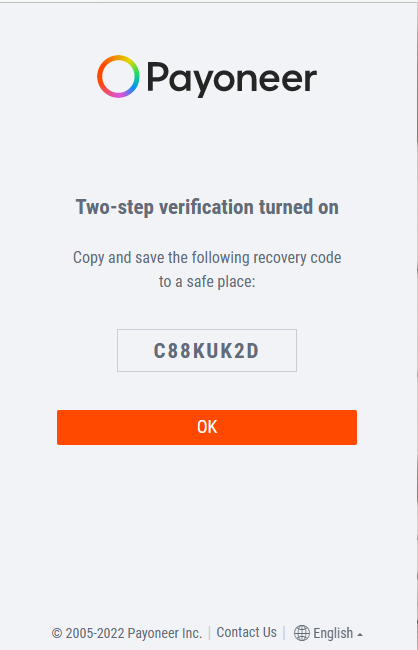 Payoneer
Two-step verification turned on
Copy and save the following recovery code
to a safe place:
C88KUK2D
OK
© 2005-2022 Payoneer Inc. | Contact Us | English